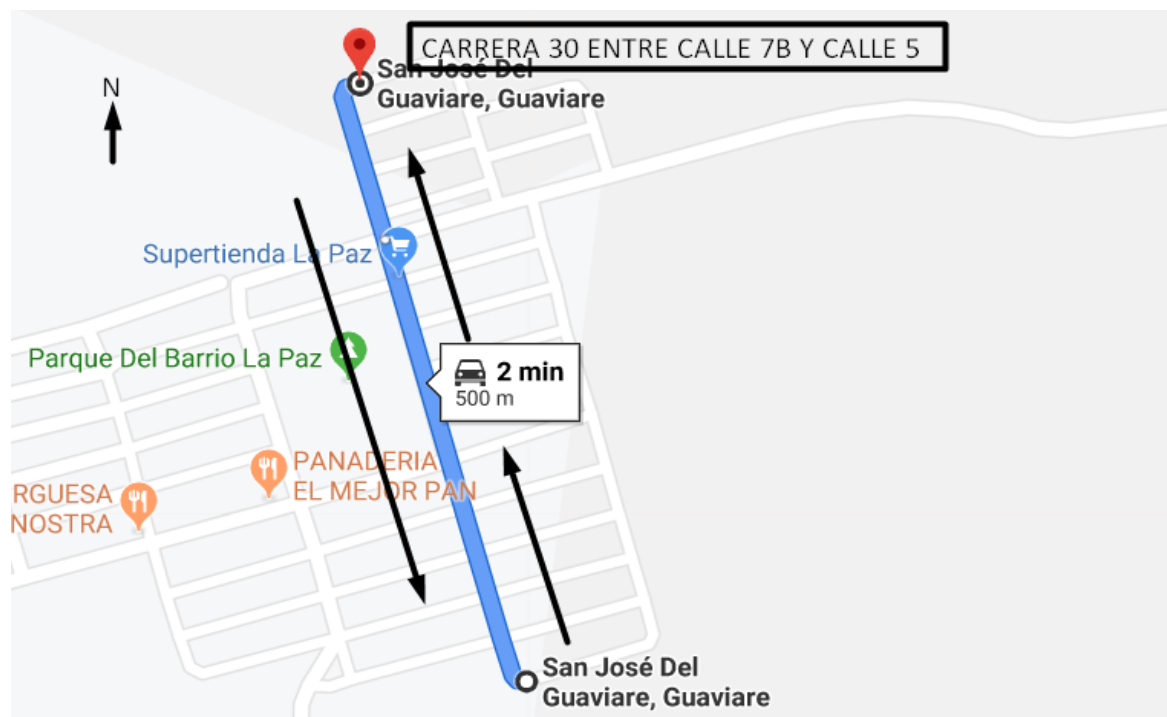 CARRERA 30 ENTRE CALLE 7B Y CALLE 5
San José Del
Guaviare, Guaviare
N
Supertienda La Paz
Parque Del Barrio La Paz
2 min
500 m
PANADERIA
EL MEJOR PAN
RGUESA
NOSTRA
San José Del
Guaviare, Guaviare